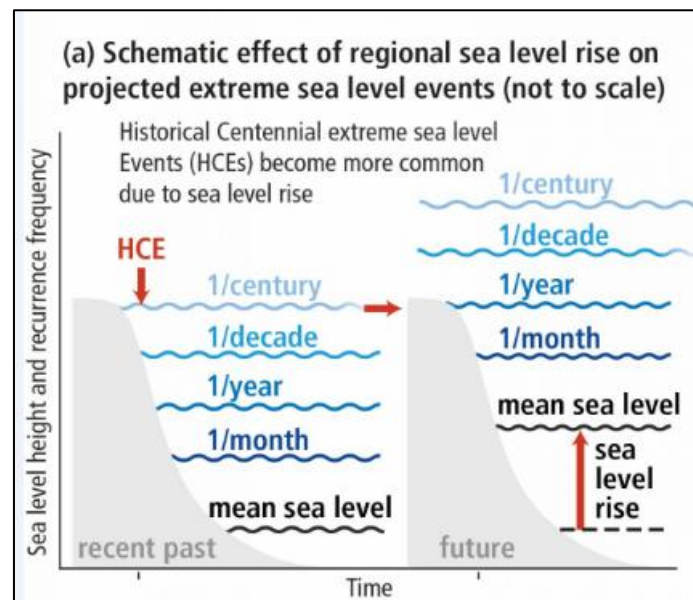 (a) Schematic effect of regional sea level rise on
projected extreme sea level events (not to scale)
Sea level height and recurrence frequency
Historical Centennial extreme sea level
Events (HCEs) become more common
due to sea level rise
HCE
1/century
1/decade
1/year
1/month
mean sea level
recent past
1/century
1/decade
1/year
1/month
mean sea level
sea
level
rise
future
Time